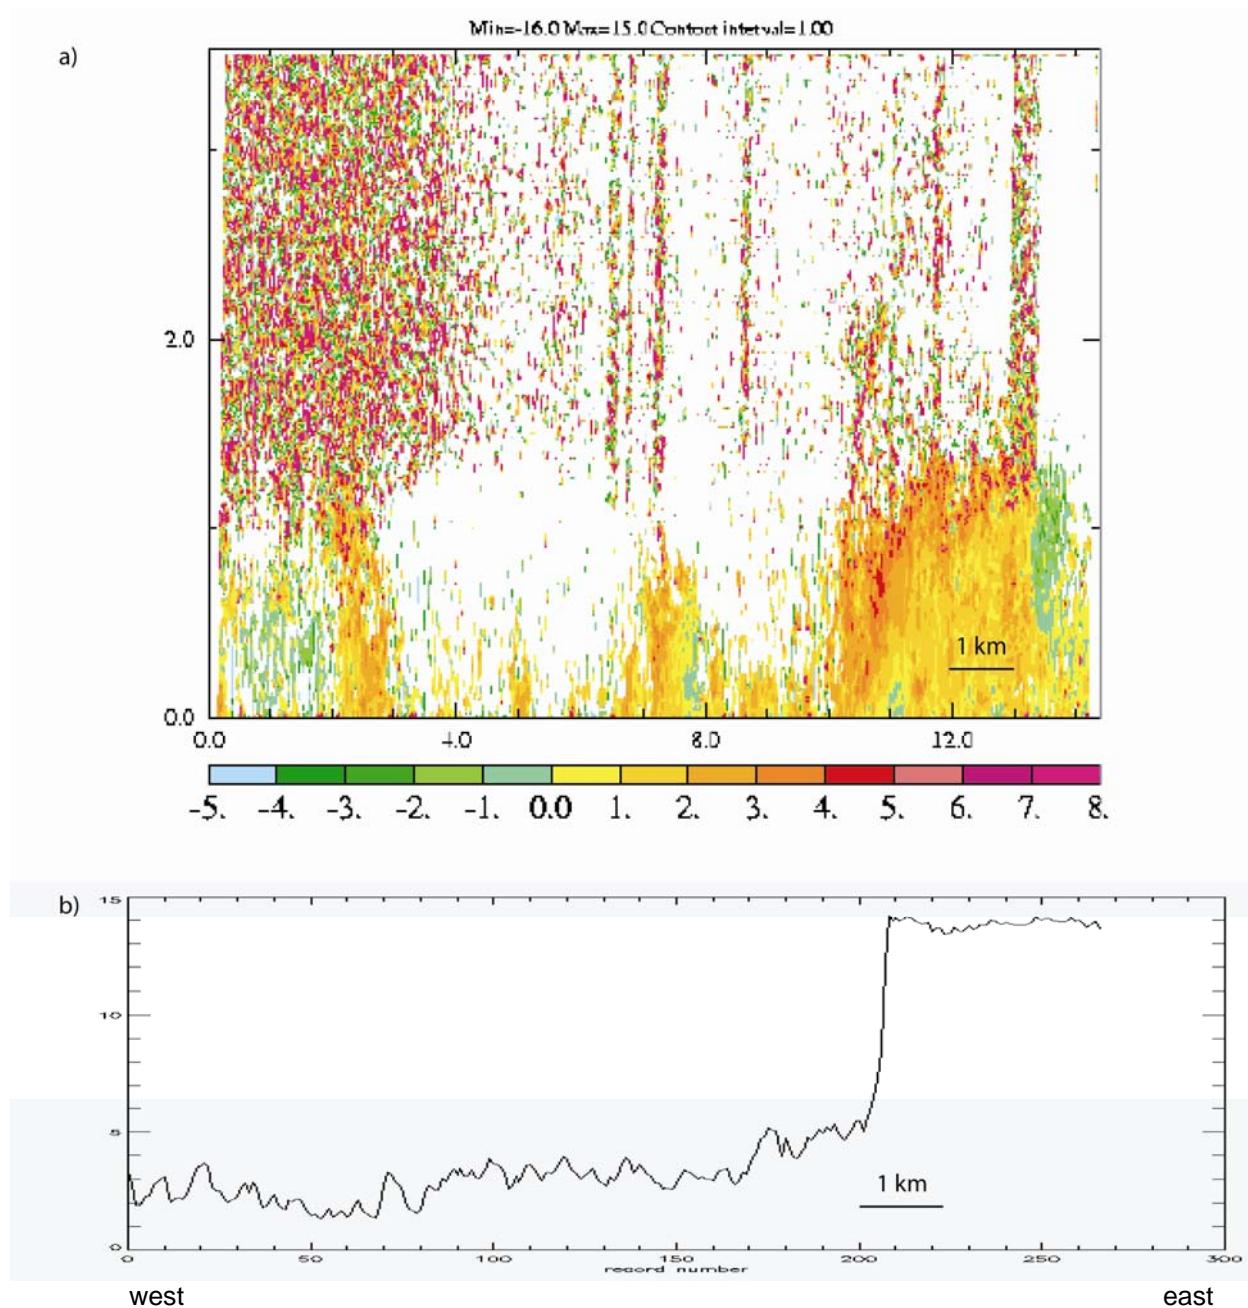 Min=-16.0 Max=15.0 Contour interval=1.00
a)
2.0
1 km
0.0
0.0 4.0 8.0 12.0
-5. -4. -3. -2. -1. 0.0 1. 2. 3. 4. 5. 6. 7. 8.
b)
15
10
5
1 km
0
0 50 100 150 200 250 300
record number
west east